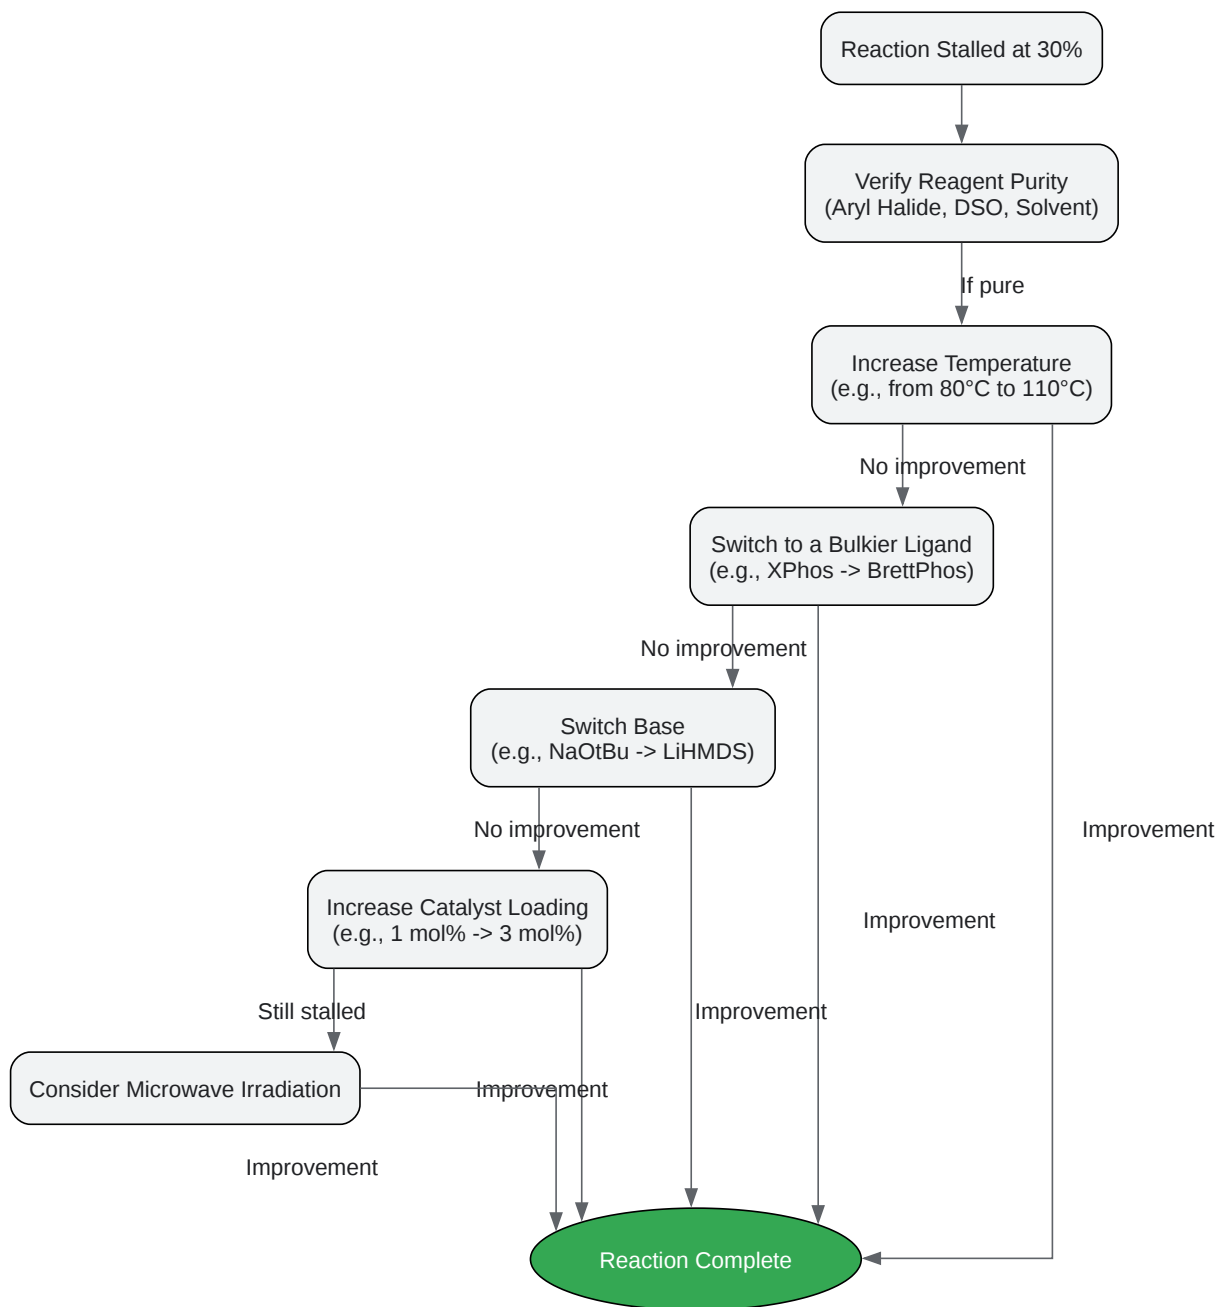 Reaction Stalled at 30%
Verify Reagent Purity
(Aryl Halide, DSO, Solvent)
If pure
Increase Temperature
(e.g., from 80°C to 110°C)
No improvement
Switch to a Bulkier Ligand
(e.g., XPhos -> BrettPhos)
No improvement
Switch Base
(e.g., NaOtBu -> LiHMDS)
No improvement
Improvement
Increase Catalyst Loading
(e.g., 1 mol% -> 3 mol%)
Improvement
Still stalled
Improvement
Consider Microwave Irradiation
Improvement
Improvement
Reaction Complete